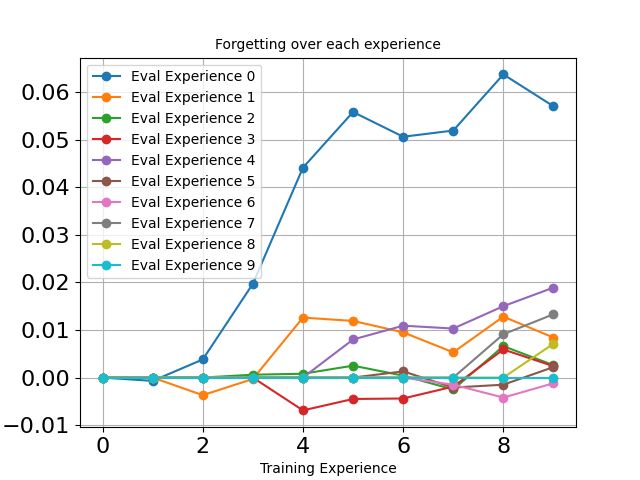 Forgetting over each experience
Eval Experience 0
Eval Experience 1
Eval Experience 2
Eval Experience 3
Eval Experience 4
Eval Experience 5
Eval Experience 6
Eval Experience 7
Eval Experience 8
Eval Experience 9
0.06
0.05
0.04
0.03
0.02
0.01
0.00
−0.01
0 2 4 6 8
Training Experience